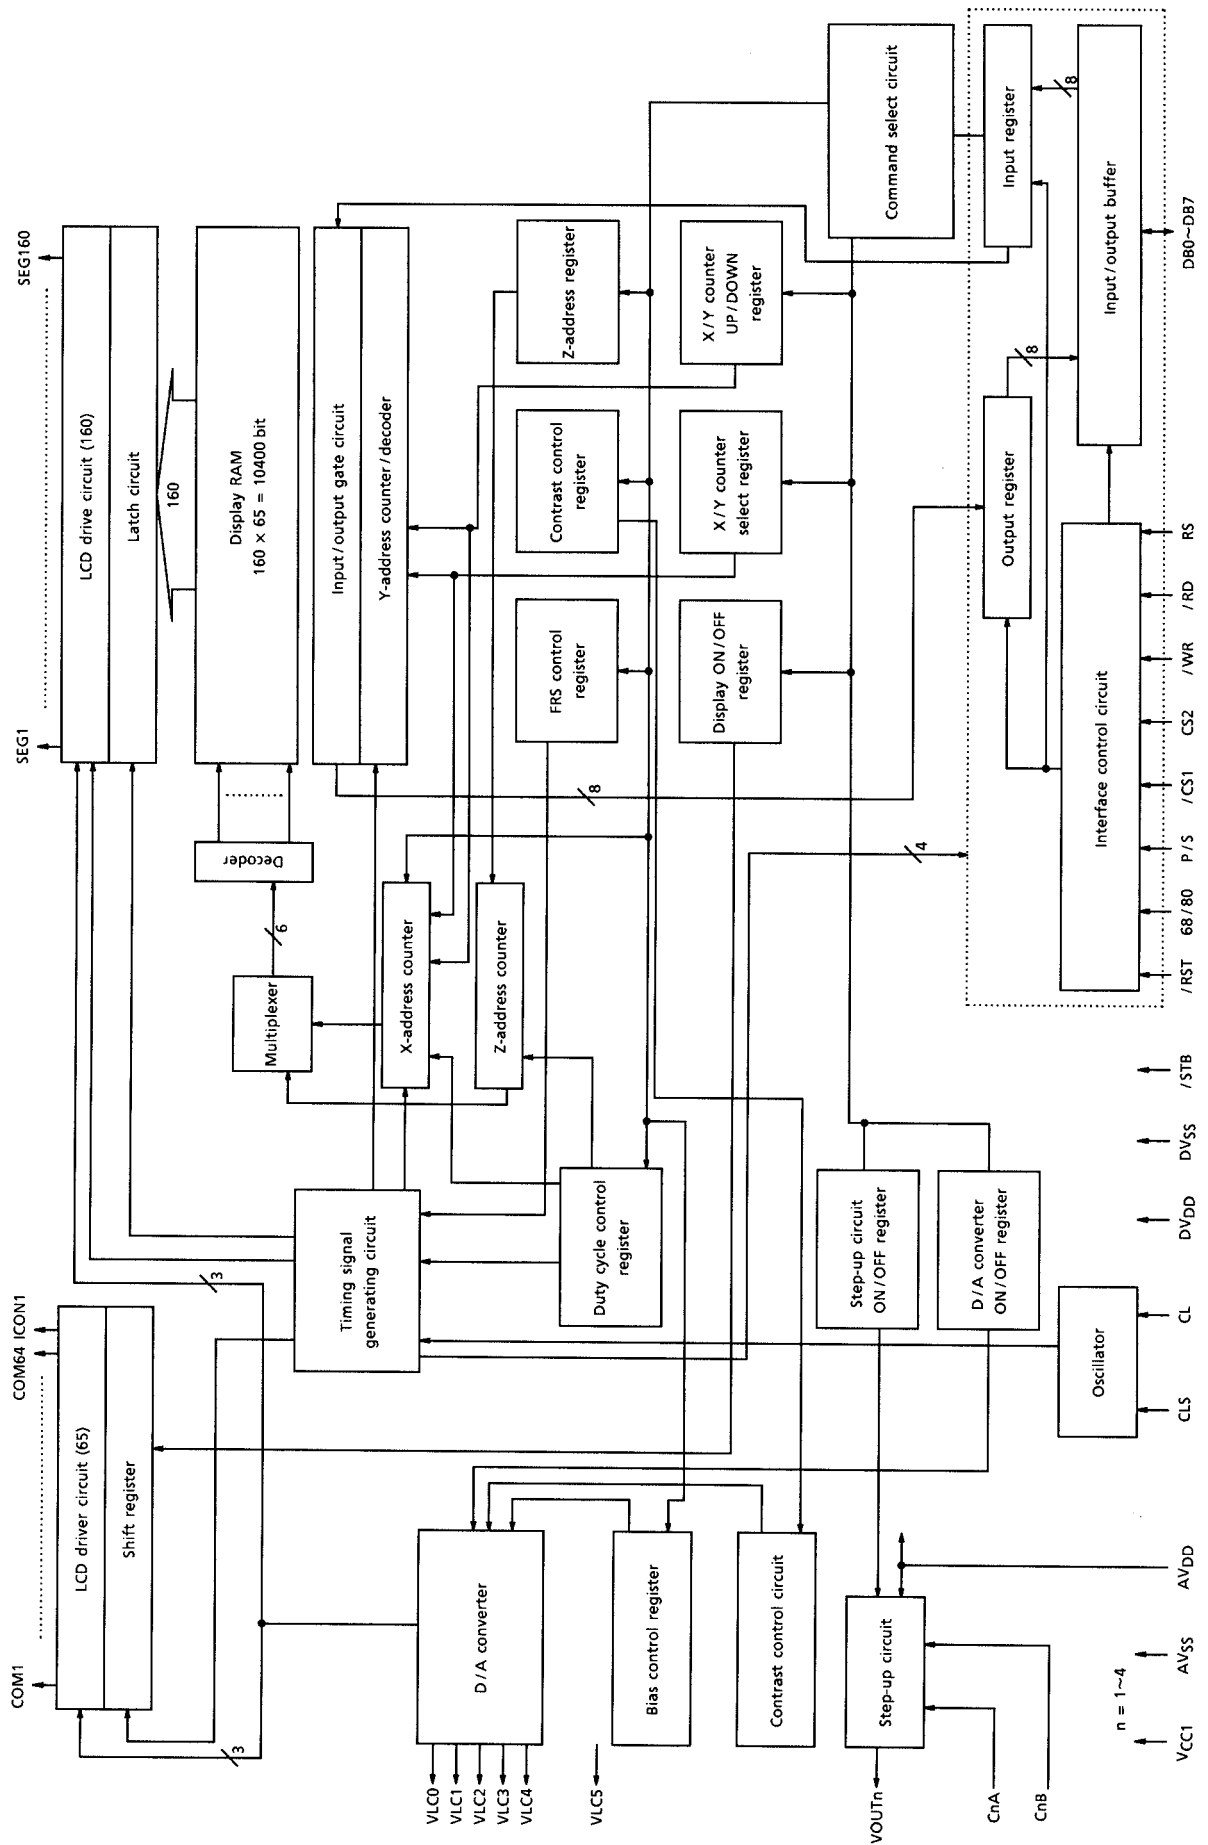 COM1
COM64
ICON1
SEG1
SEG160
LCD driver circuit (65)
Shift register
LCD drive circuit (160)
Latch circuit
160
Display RAM
160 × 65 = 10400 bit
Input/output gate circuit
Y-address counter/decoder
Decoder
6
Multiplexer
X-address counter
Z-address counter
3
3
Timing signal
generating circuit
Duty cycle control
register
FRS control
register
Contrast control
register
Z-address register
Display ON/OFF
register
X/Y counter
select register
X/Y counter
UP/DOWN
register
8
4
Command select circuit
D/A converter
VLC0
VLC1
VLC2
VLC3
VLC4
VLC5
Bias control register
Contrast control circuit
Step-up circuit
VOUTn
CnA
CnB
Step-up circuit
ON/OFF register
D/A converter
ON/OFF register
Oscillator
Input register
8
Output register
8
Input/output buffer
Interface control circuit
n = 1~4
VCC1
AVSS
AVDD
CLS
CL
DVDD
DVSS
/STB
/RST
68/80
P/S
/CS1
CS2
/WR
/RD
RS
DB0~DB7